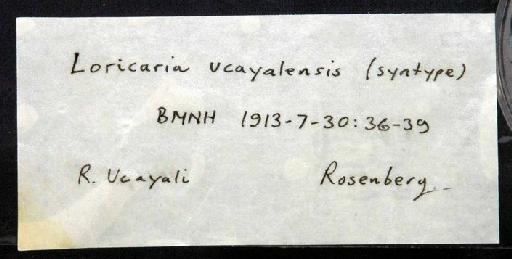 Loricaria ucayalensis (syntype)
BMNH 1913-7-30:36-39
R. Ucayali Rosenberg